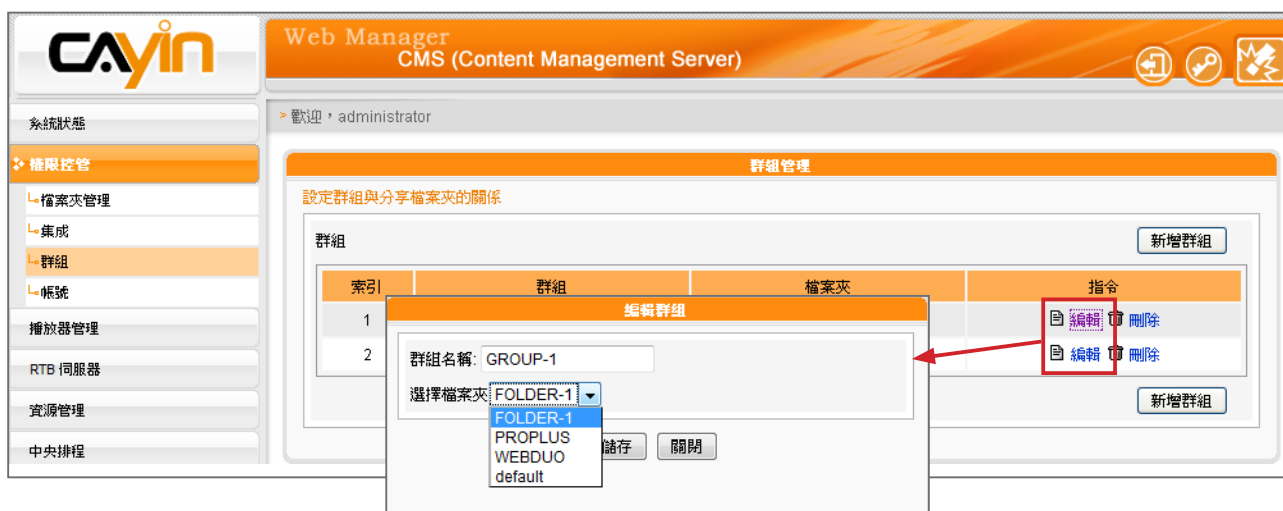 CAYIN
Web Manager
CMS (Content Management Server)
系統狀態
> 歡迎,administrator
權限控管
群組管理
檔案夾管理
設定群組與分享檔案夾的關係
集成
群組
新增群組
群組
帳號
索引 群組 檔案夾 指令
1 編輯 刪除
2 編輯 刪除
新增群組
播放器管理
RTB 伺服器
資源管理
中央排程
編輯群組
群組名稱: GROUP-1
選擇檔案夾 FOLDER-1
FOLDER-1
PROPLUS
WEBDUO
default
儲存 關閉